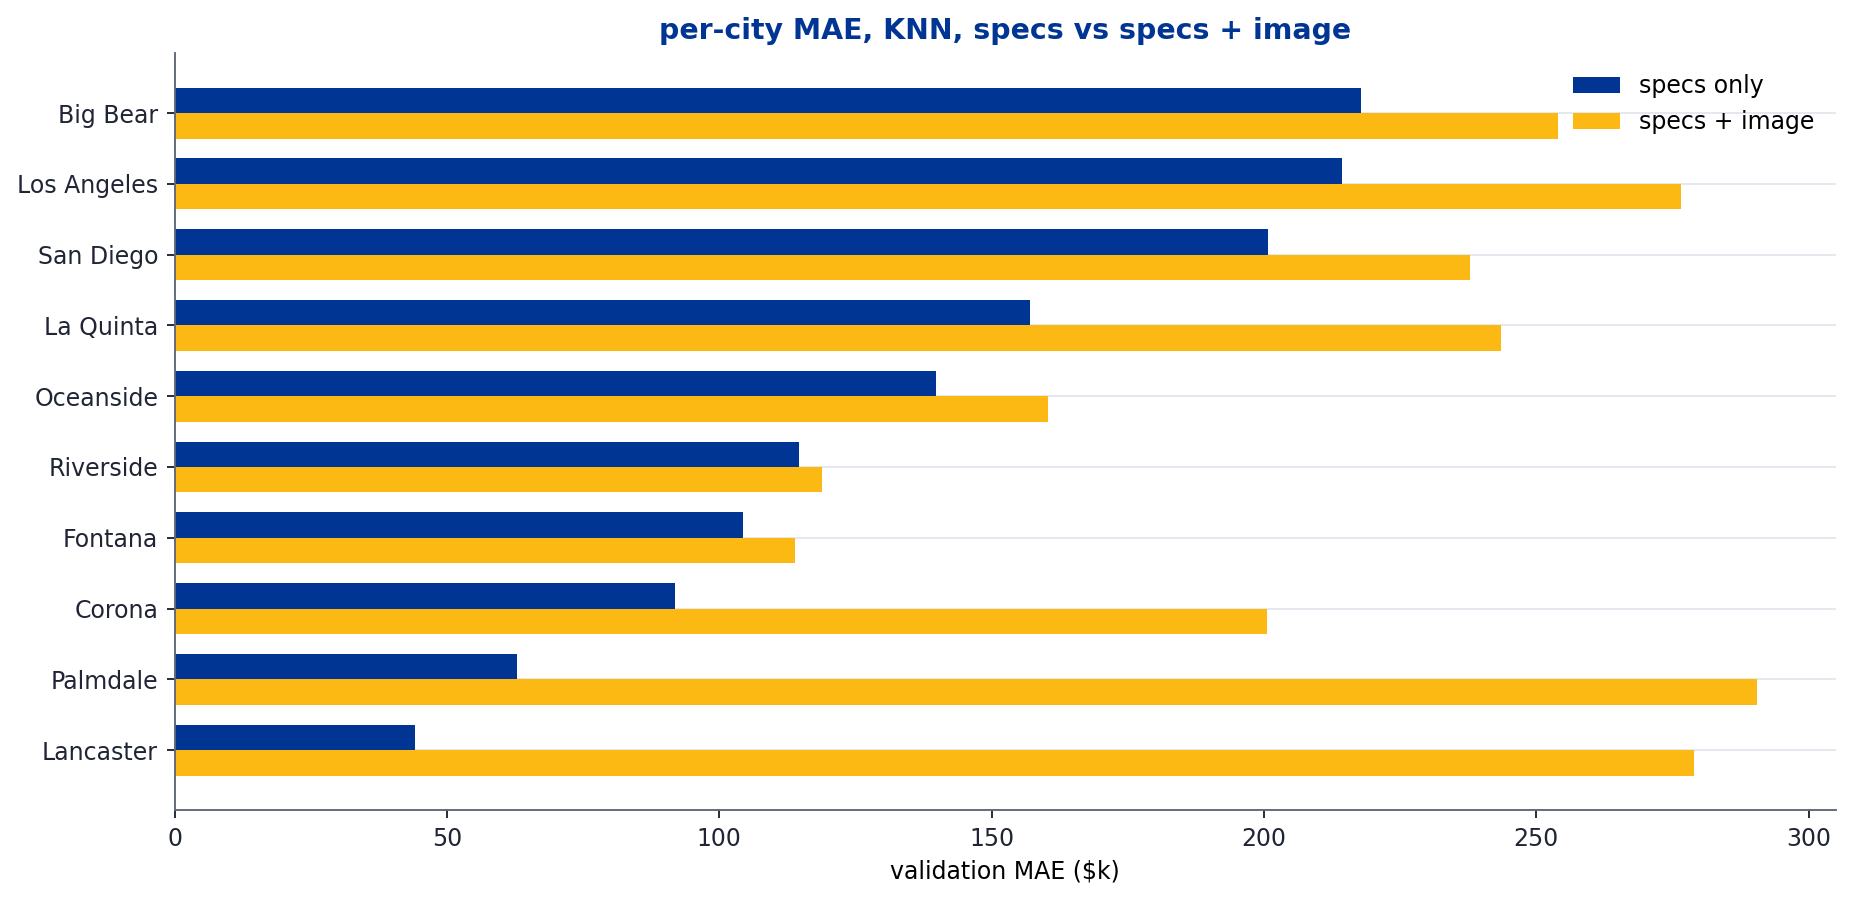 per-city MAE, KNN, specs vs specs + image
specs only
specs + image
Big Bear
Los Angeles
San Diego
La Quinta
Oceanside
Riverside
Fontana
Corona
Palmdale
Lancaster
0 50 100 150 200 250 300
validation MAE ($k)